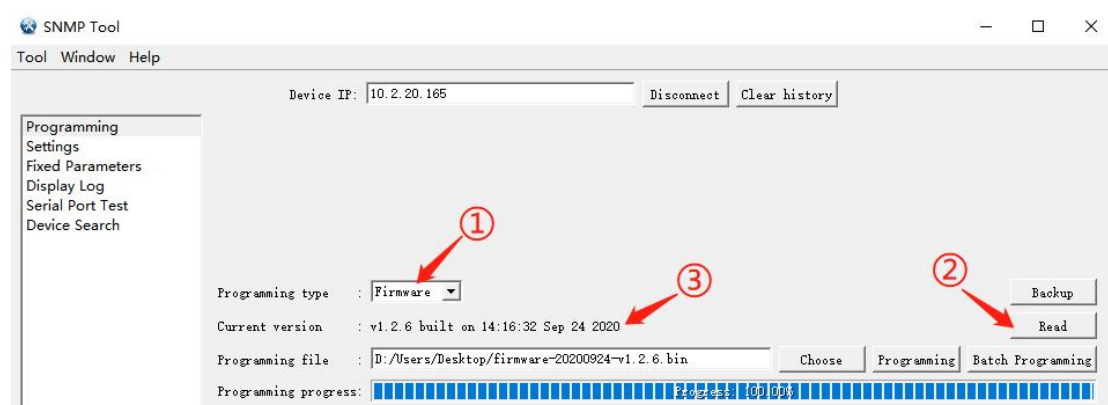 SNMP Tool
Tool Window Help
Device IP: 10.2.20.165 Disconnect Clear history
Programming
Settings
Fixed Parameters
Display Log
Serial Port Test
Device Search
①
③
②
Programming type : Firmware Backup
Current version : v1.2.6 built on 14:16:32 Sep 24 2020 Read
Programming file : D:/Users/Desktop/firmware-20200924-v1.2.6.bin Choose Programming Batch Programming
Programming progress: Progress: 100.00%